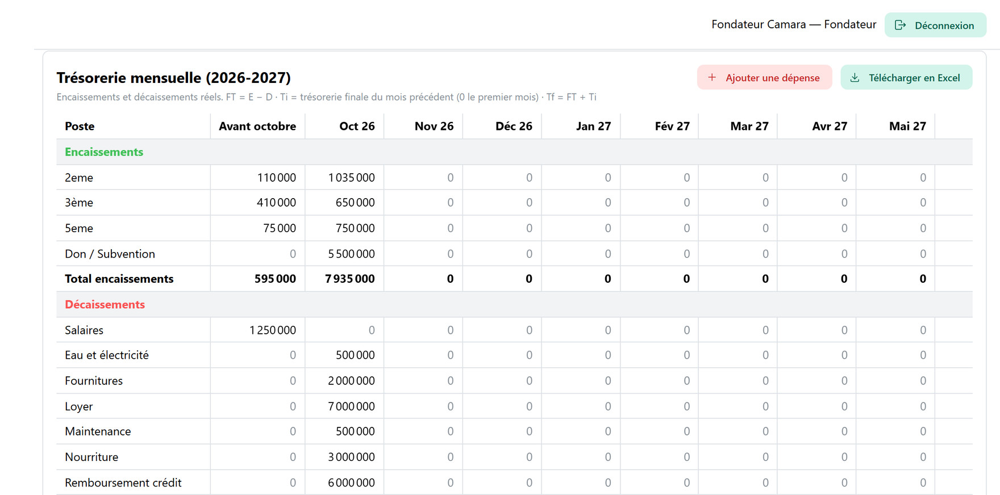 Fondateur Camara — Fondateur Déconnexion
Trésorerie mensuelle (2026-2027) + Ajouter une dépense Télécharger en Excel
Encaissements et décaissements réels. FT = E − D · Ti = trésorerie finale du mois précédent (0 le premier mois) · Tf = FT + Ti
Poste Avant octobre Oct 26 Nov 26 Déc 26 Jan 27 Fév 27 Mar 27 Avr 27 Mai 27
Encaissements
2eme 110 000 1 035 000 0 0 0 0 0 0 0
3ème 410 000 650 000 0 0 0 0 0 0 0
5eme 75 000 750 000 0 0 0 0 0 0 0
Don / Subvention 0 5 500 000 0 0 0 0 0 0 0
Total encaissements 595 000 7 935 000 0 0 0 0 0 0 0
Décaissements
Salaires 1 250 000 0 0 0 0 0 0 0 0
Eau et électricité 0 500 000 0 0 0 0 0 0 0
Fournitures 0 2 000 000 0 0 0 0 0 0 0
Loyer 0 7 000 000 0 0 0 0 0 0 0
Maintenance 0 500 000 0 0 0 0 0 0 0
Nourriture 0 3 000 000 0 0 0 0 0 0 0
Remboursement crédit 0 6 000 000 0 0 0 0 0 0 0